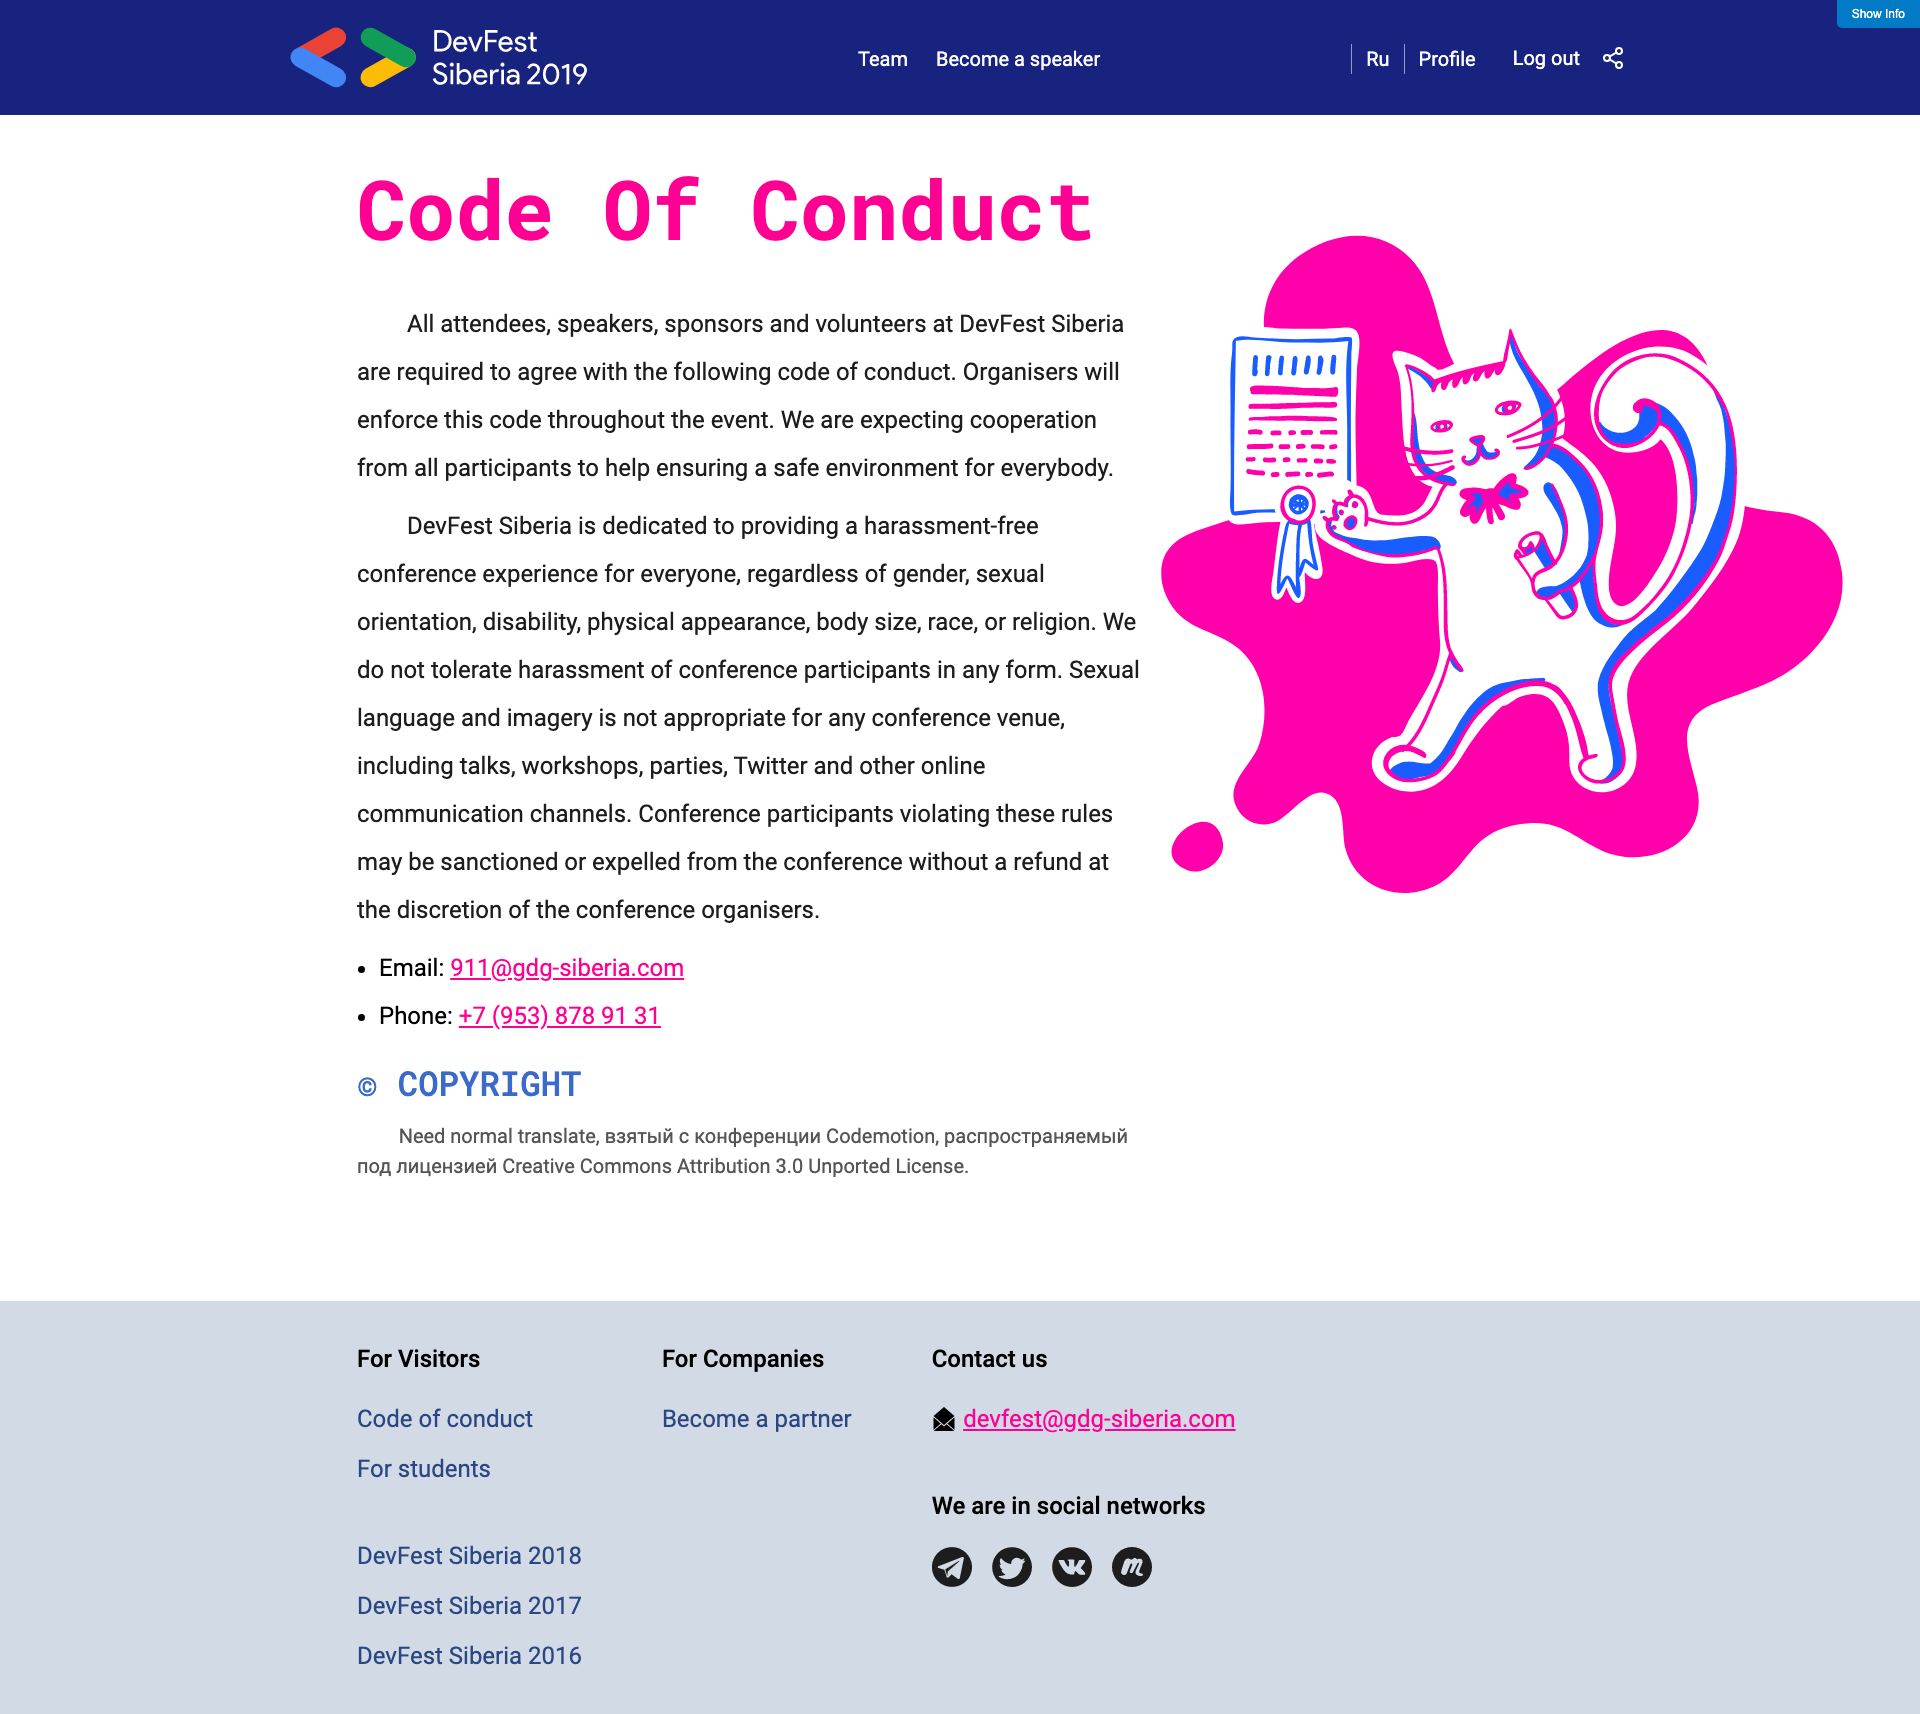 Show Info
DevFest
Siberia 2019
Team
Become a speaker
Ru
Profile
Log out
Code Of Conduct
All attendees, speakers, sponsors and volunteers at DevFest Siberia
are required to agree with the following code of conduct. Organisers will
enforce this code throughout the event. We are expecting cooperation
from all participants to help ensuring a safe environment for everybody.
DevFest Siberia is dedicated to providing a harassment-free
conference experience for everyone, regardless of gender, sexual
orientation, disability, physical appearance, body size, race, or religion. We
do not tolerate harassment of conference participants in any form. Sexual
language and imagery is not appropriate for any conference venue,
including talks, workshops, parties, Twitter and other online
communication channels. Conference participants violating these rules
may be sanctioned or expelled from the conference without a refund at
the discretion of the conference organisers.
• Email: 911@gdg-siberia.com
• Phone: +7 (953) 878 91 31
© COPYRIGHT
Need normal translate, взятый с конференции Codemotion, распространяемый
под лицензией Creative Commons Attribution 3.0 Unported License.
For Visitors
Code of conduct
For students
DevFest Siberia 2018
DevFest Siberia 2017
DevFest Siberia 2016
For Companies
Become a partner
Contact us
devfest@gdg-siberia.com
We are in social networks